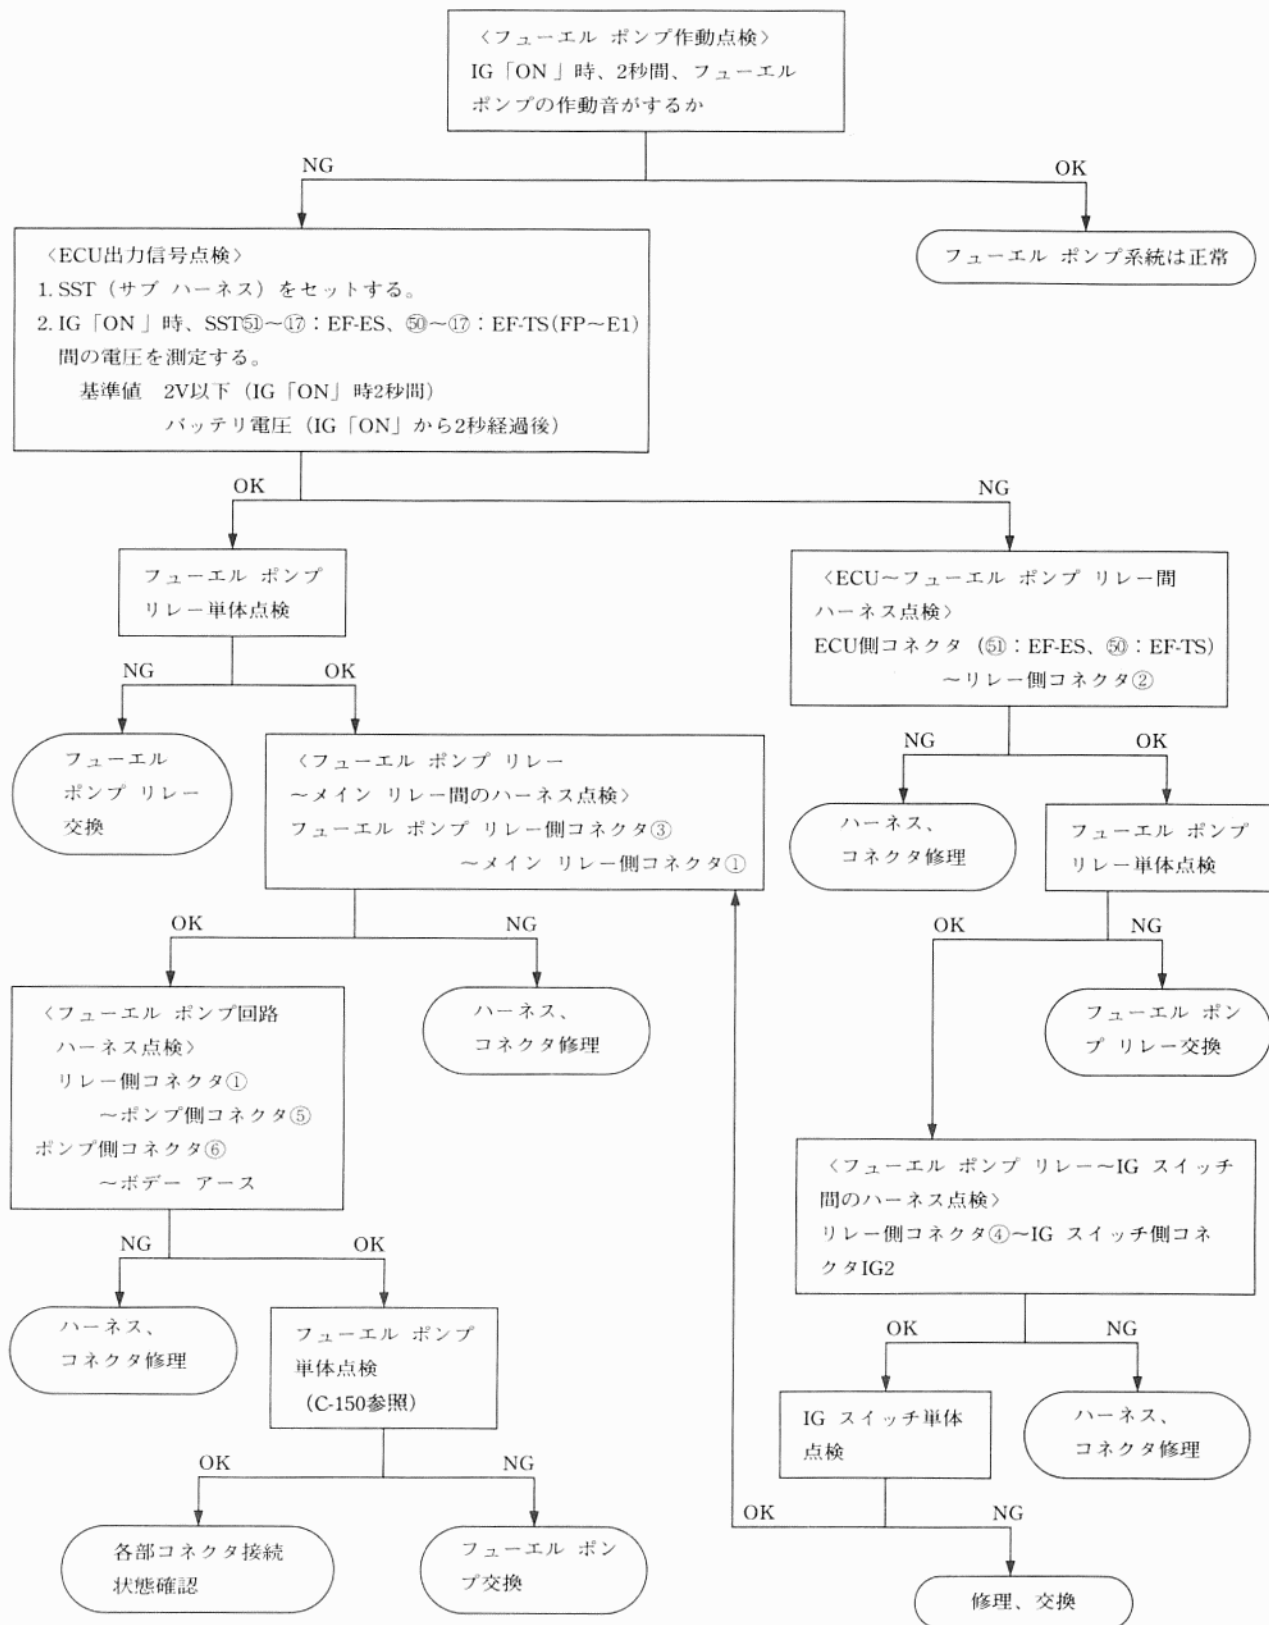 〈フューエル ポンプ作動点検〉
IG「ON」時、2秒間、フューエル
ポンプの作動音がするか
NG
OK
〈ECU出力信号点検〉
1. SST（サブ ハーネス）をセットする。
2. IG「ON」時、SST㊿①～⑰：EF-ES、㊿～⑰：EF-TS(FP～E1)
間の電圧を測定する。
基準値 2V以下（IG「ON」時2秒間）
バッテリ電圧（IG「ON」から2秒経過後）
フューエル ポンプ系統は正常
OK
NG
フューエル ポンプ
リレー単体点検
〈ECU～フューエル ポンプ リレー間
ハーネス点検〉
ECU側コネクタ（51：EF-ES、㊿：EF-TS）
～リレー側コネクタ②
NG
OK
NG
OK
フューエル
ポンプ リレー
交換
〈フューエル ポンプ リレー
～メイン リレー間のハーネス点検〉
フューエル ポンプ リレー側コネクタ③
～メイン リレー側コネクタ①
ハーネス、
コネクタ修理
フューエル ポンプ
リレー単体点検
OK
NG
OK
NG
〈フューエル ポンプ回路
ハーネス点検〉
リレー側コネクタ①
～ポンプ側コネクタ⑤
ポンプ側コネクタ⑥
～ボデー アース
ハーネス、
コネクタ修理
フューエル ポン
プ リレー交換
〈フューエル ポンプ リレー～IG スイッチ
間のハーネス点検〉
リレー側コネクタ④～IG スイッチ側コネ
クタIG2
NG
OK
OK
NG
ハーネス、
コネクタ修理
フューエル ポンプ
単体点検
（C-150参照）
IG スイッチ単体
点検
ハーネス、
コネクタ修理
OK
NG
OK
NG
各部コネクタ接続
状態確認
フューエル ポン
プ交換
修理、交換